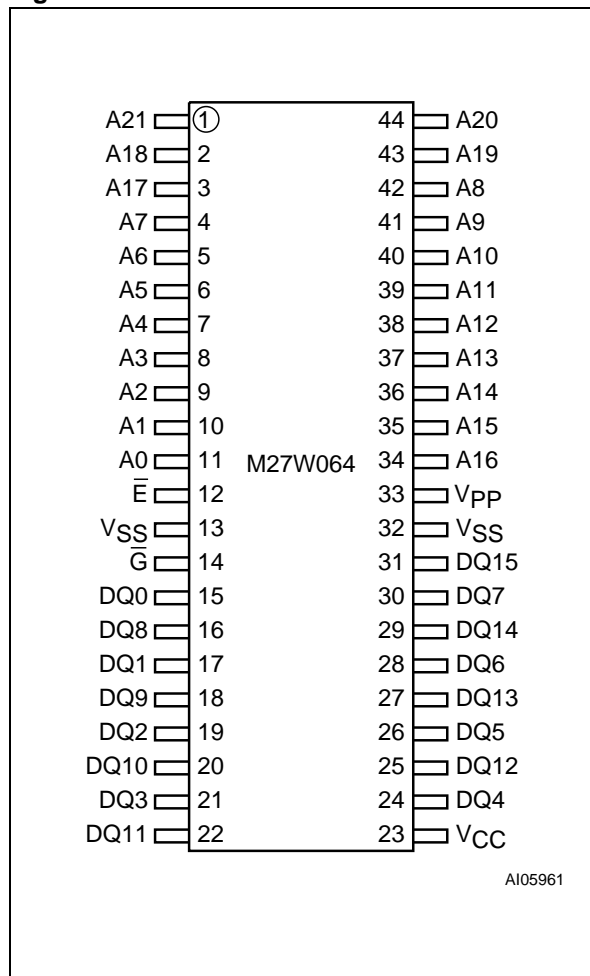 A21 1 44 A20
A18 2 43 A19
A17 3 42 A8
A7 4 41 A9
A6 5 40 A10
A5 6 39 A11
A4 7 38 A12
A3 8 37 A13
A2 9 36 A14
A1 10 35 A15
A0 11 M27W064 34 A16
E̅ 12 33 VPP
VSS 13 32 VSS
G̅ 14 31 DQ15
DQ0 15 30 DQ7
DQ8 16 29 DQ14
DQ1 17 28 DQ6
DQ9 18 27 DQ13
DQ2 19 26 DQ5
DQ10 20 25 DQ12
DQ3 21 24 DQ4
DQ11 22 23 VCC
AI05961